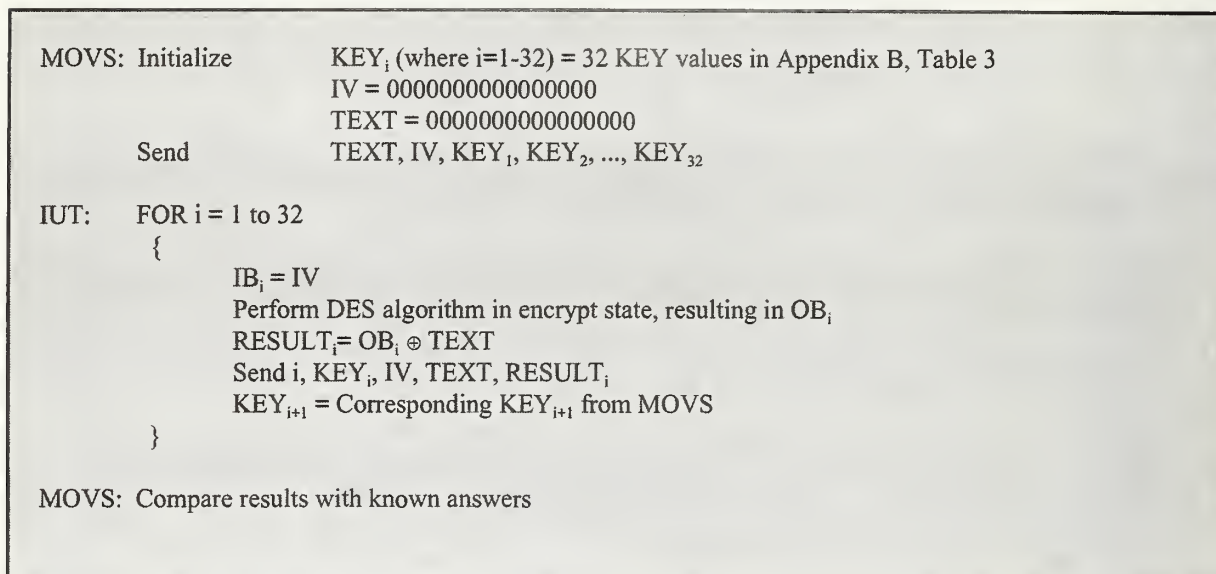 MOVS: Initialize KEYᵢ (where i=1-32) = 32 KEY values in Appendix B, Table 3
IV = 0000000000000000
TEXT = 0000000000000000
Send TEXT, IV, KEY₁, KEY₂, ..., KEY₃₂
IUT: FOR i = 1 to 32
{
IBᵢ = IV
Perform DES algorithm in encrypt state, resulting in OBᵢ
RESULTᵢ= OBᵢ ⊕ TEXT
Send i, KEYᵢ, IV, TEXT, RESULTᵢ
KEYᵢ₊₁ = Corresponding KEYᵢ₊₁ from MOVS
}
MOVS: Compare results with known answers